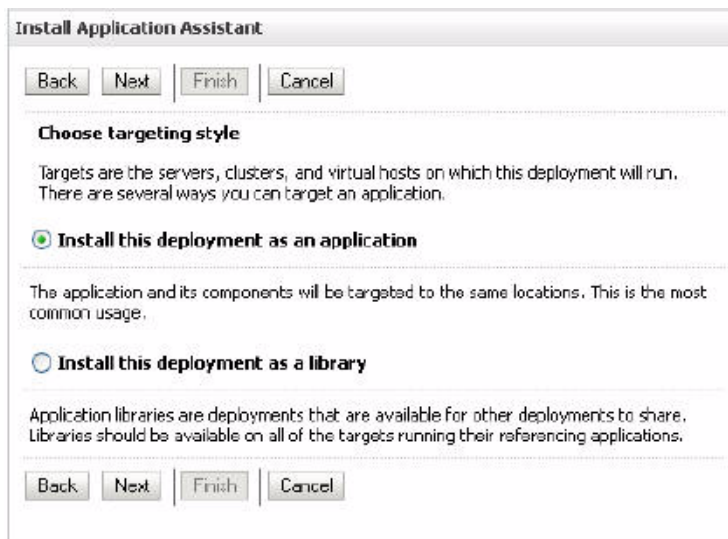 Install Application Assistant
Back Next Finish Cancel
Choose targeting style
Targets are the servers, clusters, and virtual hosts on which this deployment will run.
There are several ways you can target an application.
Install this deployment as an application
The application and its components will be targeted to the same locations. This is the most
common usage.
Install this deployment as a library
Application libraries are deployments that are available for other deployments to share.
Libraries should be available on all of the targets running their referencing applications.
Back Next Finish Cancel